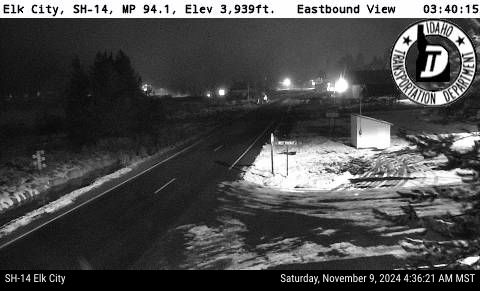 Elk City, SH-14, MP 94.1, Elev 3,939ft.   Eastbound View   03:40:15
IDAHO
TRANSPORTATION DEPARTMENT
SH-14 Elk City
Saturday, November 9, 2024 4:36:21 AM MST